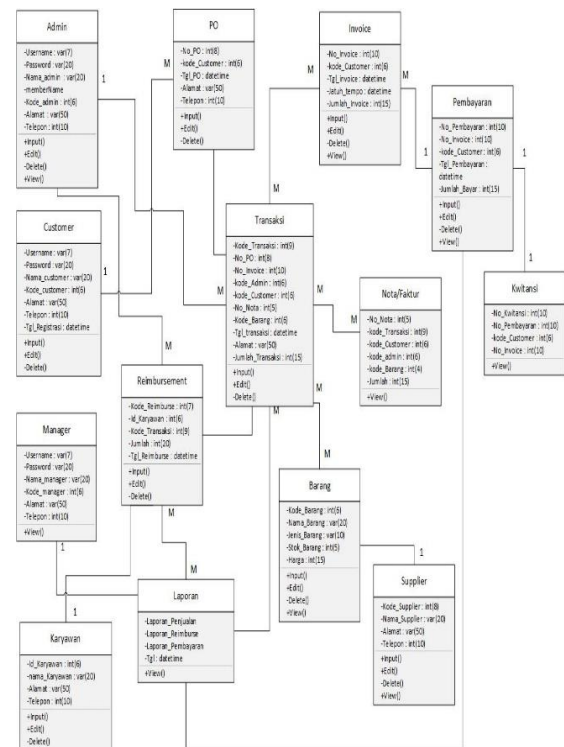 Admin
-Username : var(7)
-Password : var(20)
-Nama_admin : var(20)
-memberName
-Kode_admin : int(6)
-Alamat : var(50)
-Telepon : int(10)
+Input()
+Edit()
-Delete()
+View()
1
PO
-No_PO : int(8)
-kode_Customer : int(6)
-Tgl_PO : datetime
-Alamat : var(50)
-Telepon : int(10)
+Input()
+Edit()
-Delete()
M
Invoice
-No_Invoice : int(10)
-kode_Customer : int(6)
-Tgl_Invoice : datetime
-Jatuh_tempo : datetime
-Jumlah_Invoice : int(15)
+Input()
+Edit()
-Delete()
M
M
Pembayaran
-No_Pembayaran : int(10)
-No_Invoice : int(10)
-kode_Customer : int(6)
-Tgl_Pembayaran :
datetime
-Jumlah_Bayar : int(15)
+Input()
+Edit()
-Delete()
+View()
1
1
Customer
-Username : var(7)
-Password : var(20)
-Nama_customer : var(20)
-Kode_customer : int(6)
-Alamat : var(50)
-Telepon : int(10)
-Tgl_Registrasi : datetime
+Input()
+Edit()
-Delete()
1
Transaksi
-Kode_Transaksi : int(9)
-No_PO : int(8)
-No_Invoice : int(10)
-kode_Admin : int(6)
-kode_Customer : int(6)
-No_Nota : int(5)
-Kode_Barang : int(6)
-Tgl_transaksi : datetime
-Alamat : var(50)
-Jumlah_Transaksi : int(15)
+Input()
+Edit()
-Delete()
M
M
M
M
M
M
Nota/Faktur
-No_Nota : int(5)
-kode_Transaksi : int(9)
-kode_Customer : int(6)
-kode_admin : int(6)
-kode_Barang : int(4)
-Jumlah : int(15)
+View()
M
Kwitansi
-No_Kwitansi : int(10)
-No_Pembayaran : int(10)
-kode_Customer : int(6)
-No_Invoice : int(10)
+View()
1
Reimbursement
-Kode_Reimburse : int(7)
-Id_Karyawan : int(6)
-Kode_Transaksi : int(9)
-Jumlah : int(20)
-Tgl_Reimburse : datetime
+Input()
+Edit()
-Delete()
M
M
Manager
-Username : var(7)
-Password : var(20)
-Nama_manager : var(20)
-Kode_manager : int(6)
-Alamat : var(50)
-Telepon : int(10)
+View()
1
Barang
-Kode_Barang : int(6)
-Nama_Barang : var(20)
-Jenis_Barang : var(10)
-Stok_Barang : int(5)
-Harga : int(15)
+Input()
+Edit()
-Delete()
+View()
M
1
Laporan
-Laporan_Penjualan
-Laporan_Reimburse
-Laporan_Pembayaran
-Tgl : datetime
+View()
Supplier
-Kode_Supplier : int(8)
-Nama_Supplier : var(20)
-Alamat : var(50)
-Telepon : int(10)
+Input()
+Edit()
-Delete()
+View()
1
Karyawan
-id_Karyawan : int(6)
-nama_Karyawan : var(20)
-Alamat : var(50)
-Telepon : int(10)
+Input()
+Edit()
-Delete()